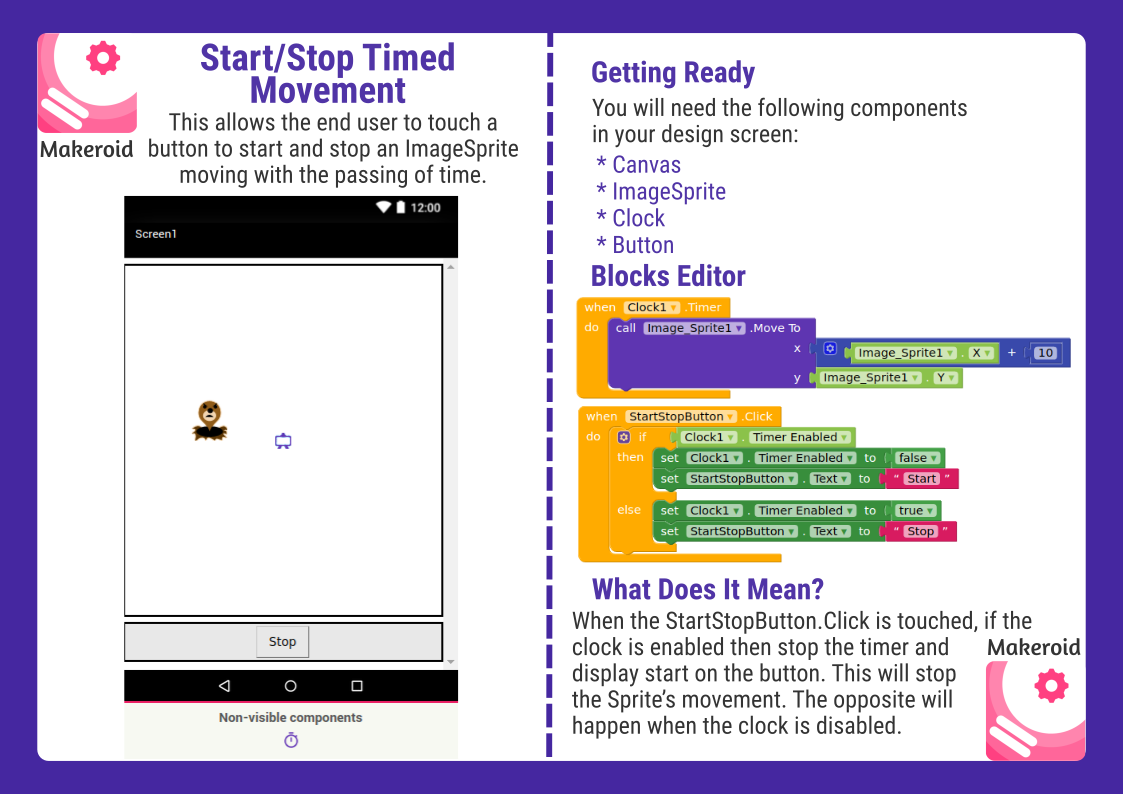 Start/Stop Timed
Movement
Makeroid
This allows the end user to touch a
button to start and stop an ImageSprite
moving with the passing of time.
12:00
Screen1
Stop
Non-visible components
Getting Ready
You will need the following components
in your design screen:
* Canvas
* ImageSprite
* Clock
* Button
Blocks Editor
when Clock1 .Timer
do call Image_Sprite1 .Move To
x Image_Sprite1 . X + 10
y Image_Sprite1 . Y
when StartStopButton .Click
do if Clock1 . Timer Enabled
then set Clock1 . Timer Enabled to false
set StartStopButton . Text to “ Start ”
else set Clock1 . Timer Enabled to true
set StartStopButton . Text to “ Stop ”
What Does It Mean?
When the StartStopButton.Click is touched, if the
clock is enabled then stop the timer and
display start on the button. This will stop
the Sprite’s movement. The opposite will
happen when the clock is disabled.
Makeroid